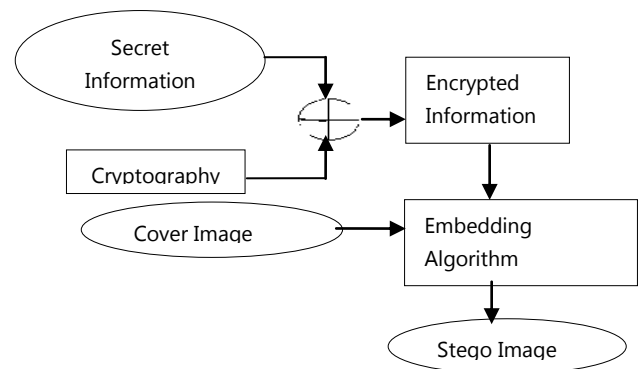 Secret
Information
Encrypted
Information
Cryptography
Cover Image
Embedding
Algorithm
Stego Image